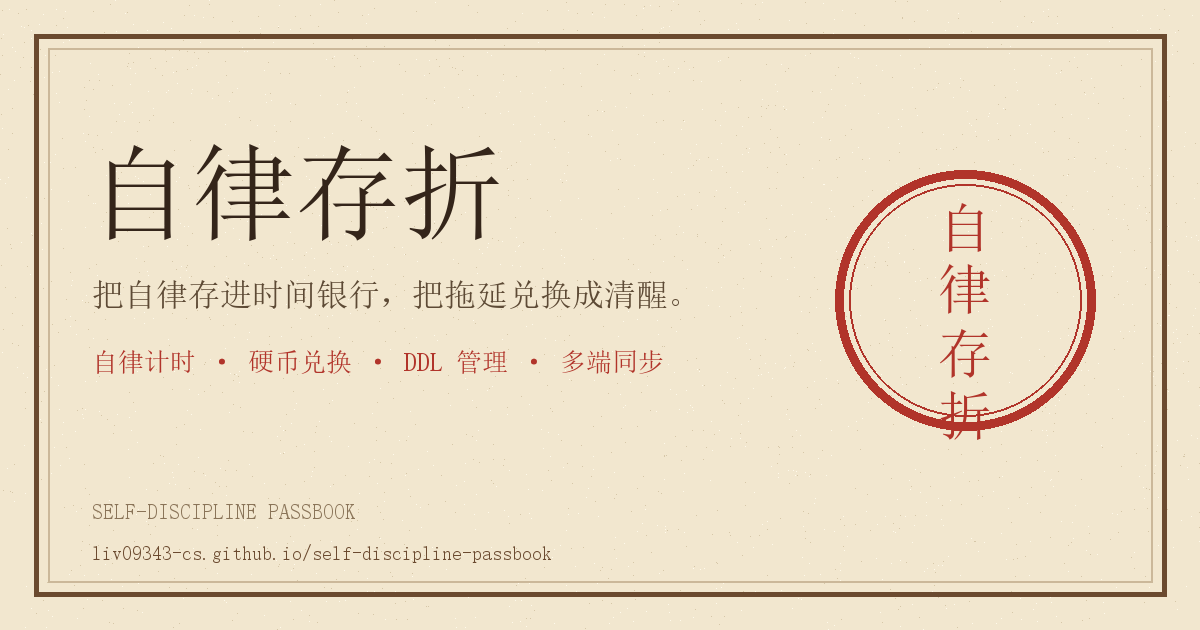 自律存折
把自律存进时间银行，把拖延兑换成清醒。
自律计时 • 硬币兑换 • DDL 管理 • 多端同步
SELF-DISCIPLINE PASSBOOK
liv09343-cs.github.io/self-discipline-passbook
自
律
存
折